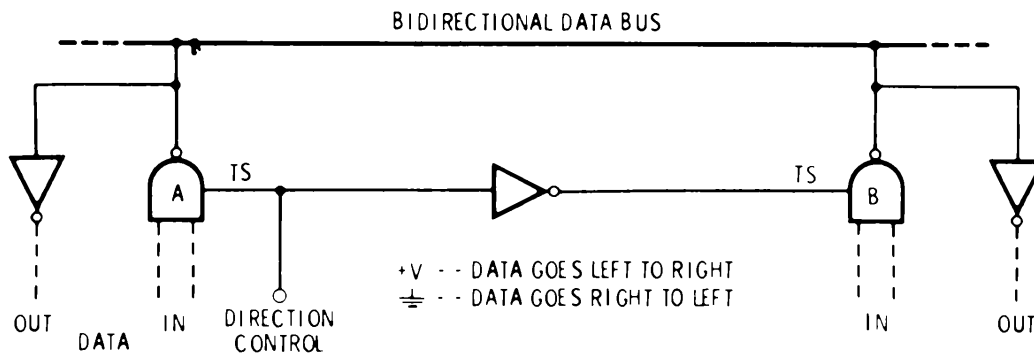 BIDIRECTIONAL DATA BUS
A
TS
TS
B
+V - - DATA GOES LEFT TO RIGHT
- - DATA GOES RIGHT TO LEFT
OUT
IN
DIRECTION
CONTROL
IN
OUT
DATA